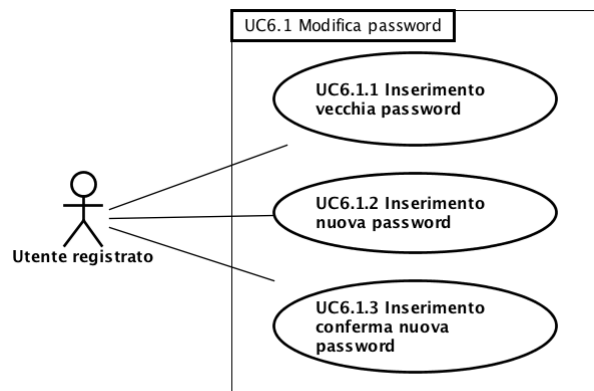 UC6.1 Modifica password
UC6.1.1 Inserimento
vecchia password
UC6.1.2 Inserimento
nuova password
Utente registrato
UC6.1.3 Inserimento
conferma nuova
password